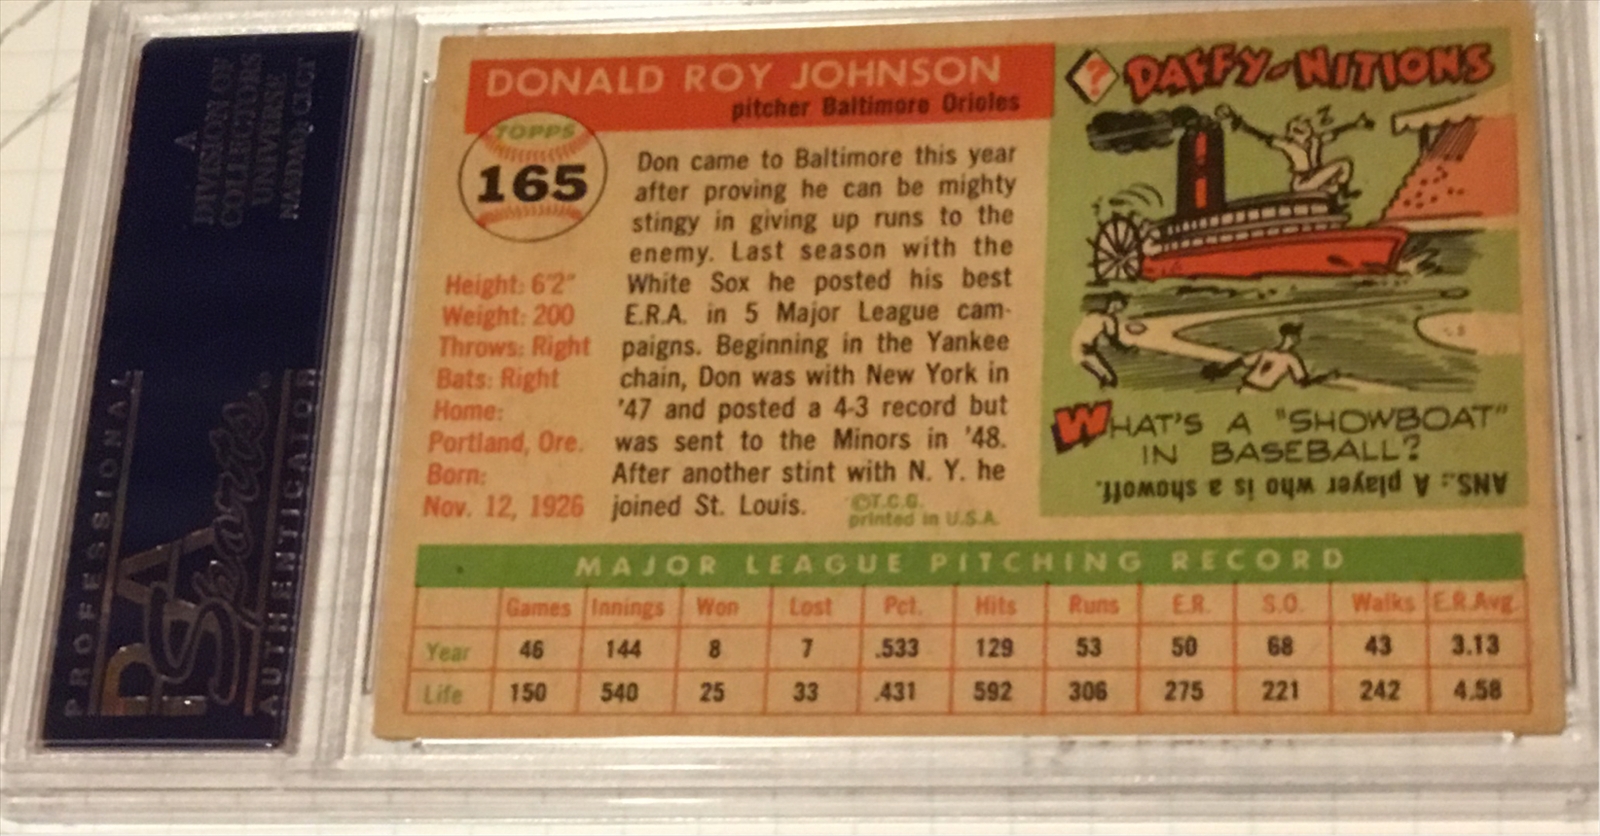 A
DIVISION OF
COLLECTORS
UNIVERSE
NASDAQ: CLCT
PROFESSIONAL
PSA
Sports
AUTHENTICATOR
DONALD ROY JOHNSON
pitcher Baltimore Orioles
TOPPS
165
Height: 6'2"
Weight: 200
Throws: Right
Bats: Right
Home:
Portland, Ore.
Born:
Nov. 12, 1926
Don came to Baltimore this year
after proving he can be mighty
stingy in giving up runs to the
enemy. Last season with the
White Sox he posted his best
E.R.A. in 5 Major League cam-
paigns. Beginning in the Yankee
chain, Don was with New York in
'47 and posted a 4-3 record but
was sent to the Minors in '48.
After another stint with N. Y. he
joined St. Louis.
©T.C.G.
printed in U.S.A.
? DAFFY-NITIONS
WHAT'S A "SHOWBOAT"
IN BASEBALL?
ANS.: A player who is a showoff.
MAJOR LEAGUE PITCHING RECORD
Games Innings Won Lost Pct. Hits Runs E.R. S.O. Walks E.R.Avg.
Year 46 144 8 7 .533 129 53 50 68 43 3.13
Life 150 540 25 33 .431 592 306 275 221 242 4.58